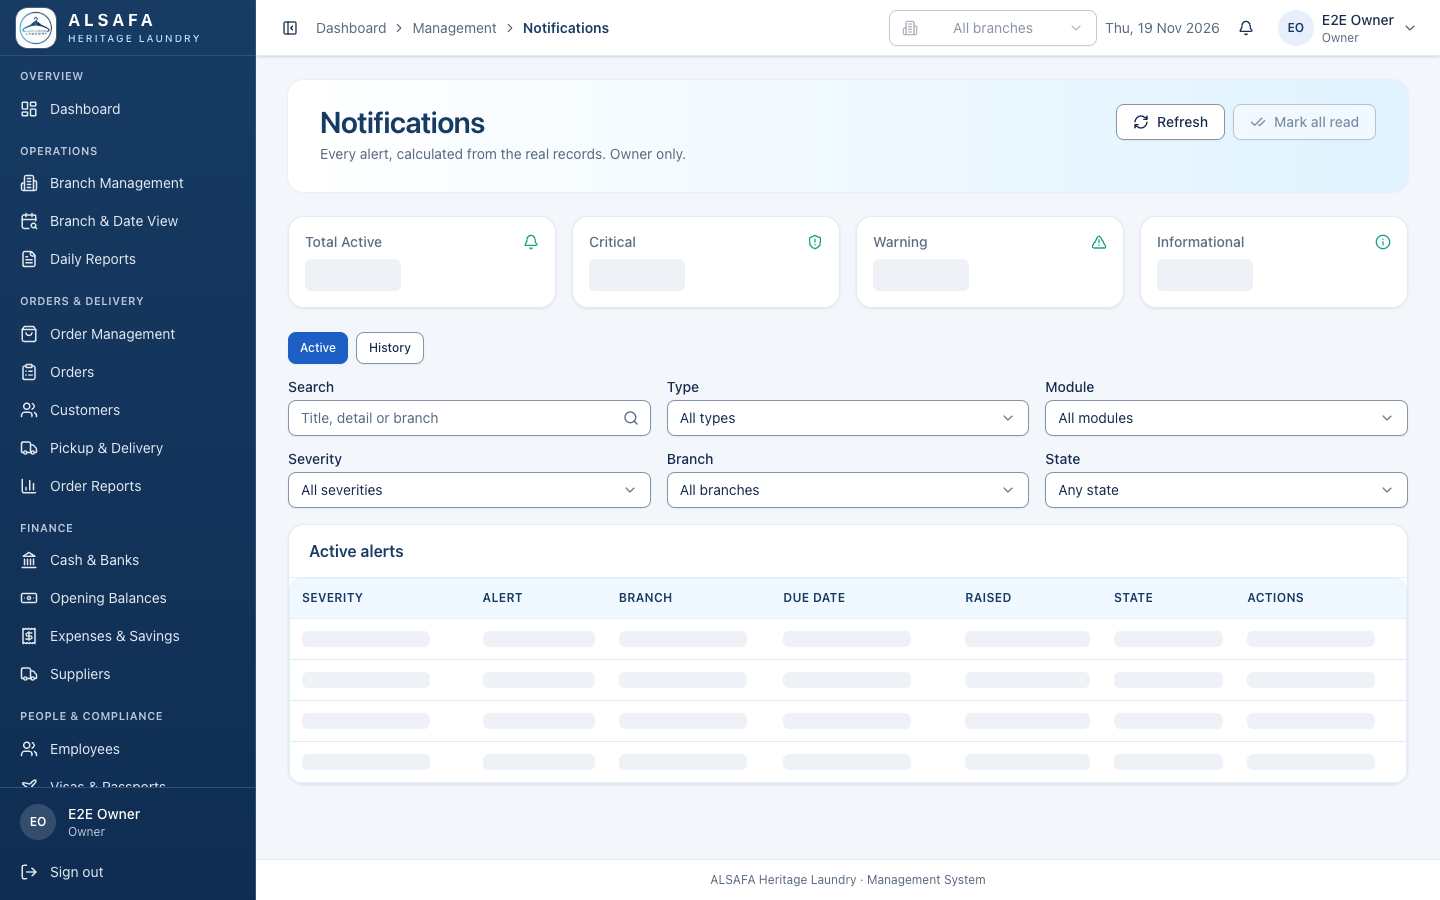 ALSAFA
HERITAGE LAUNDRY
Dashboard > Management > Notifications
All branches
Thu, 19 Nov 2026
EO
E2E Owner
Owner
OVERVIEW
Dashboard
OPERATIONS
Branch Management
Branch & Date View
Daily Reports
ORDERS & DELIVERY
Order Management
Orders
Customers
Pickup & Delivery
Order Reports
FINANCE
Cash & Banks
Opening Balances
Expenses & Savings
Suppliers
PEOPLE & COMPLIANCE
Employees
Visas & Passports
EO
E2E Owner
Owner
Sign out
Notifications
Every alert, calculated from the real records. Owner only.
Refresh
Mark all read
Total Active
Critical
Warning
Informational
Active
History
Search
Type
Module
Title, detail or branch
All types
All modules
Severity
Branch
State
All severities
All branches
Any state
Active alerts
SEVERITY ALERT BRANCH DUE DATE RAISED STATE ACTIONS
ALSAFA Heritage Laundry · Management System